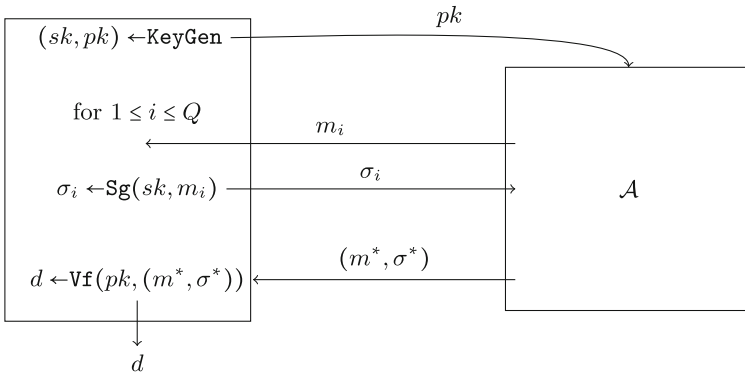 pk
(sk, pk) ←KeyGen
for 1 ≤ i ≤ Q
m_i
σ_i ←Sg(sk, m_i)
σ_i
𝒜
(m*, σ*)
d ←Vf(pk, (m*, σ*))
d